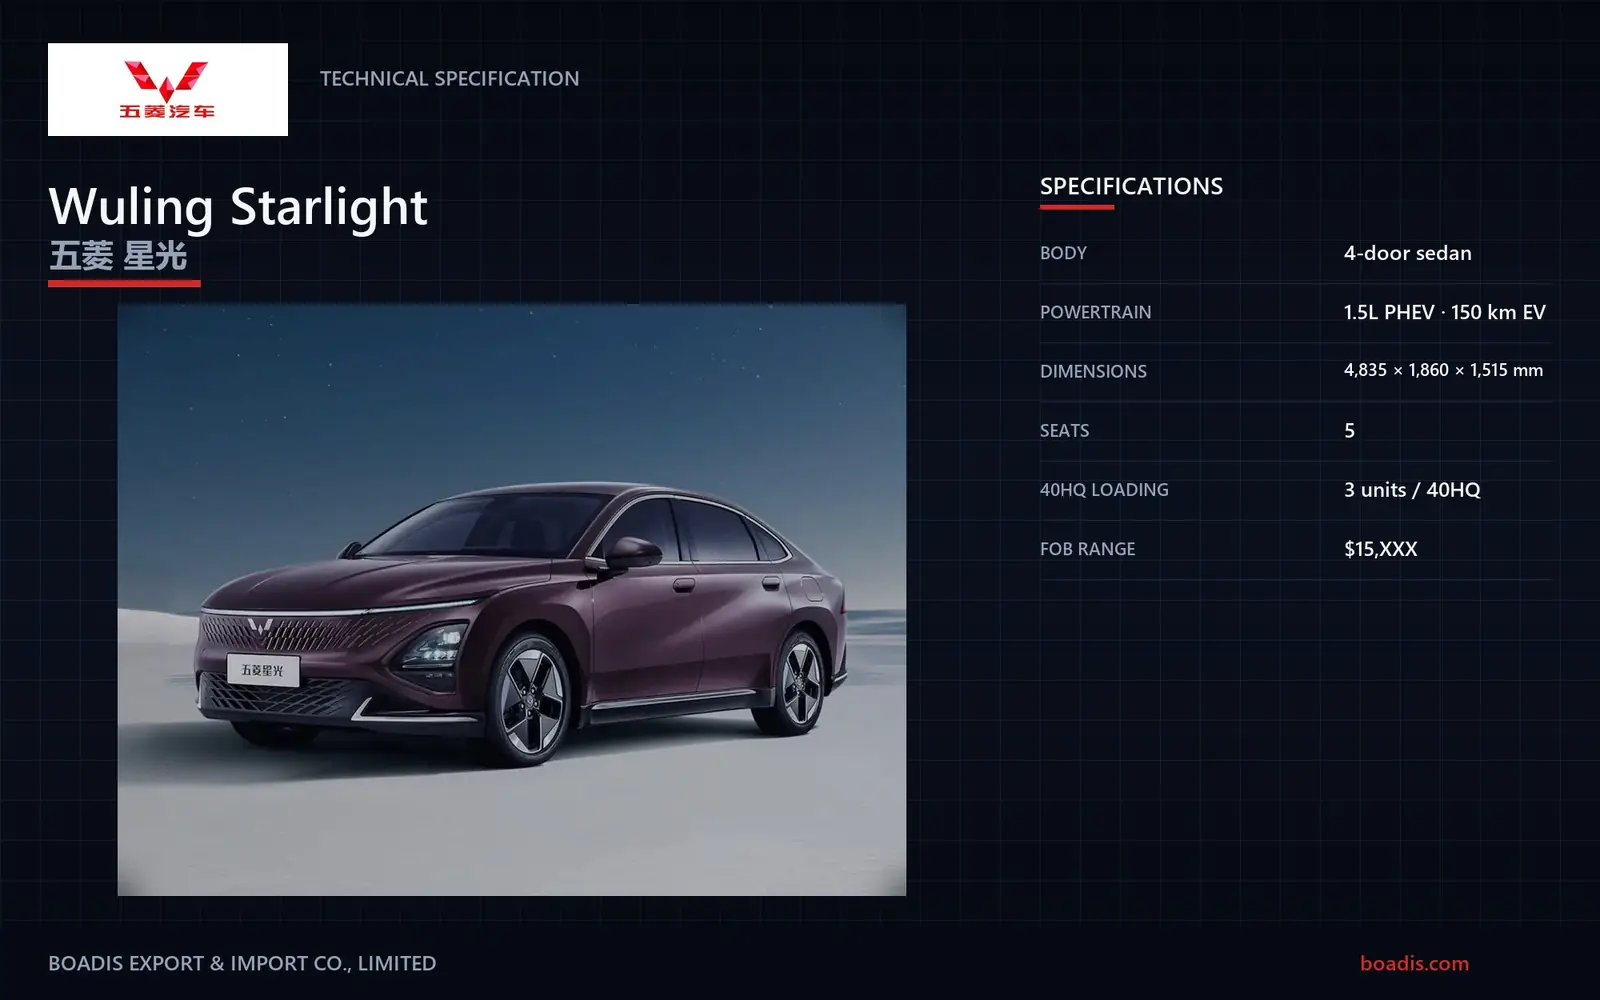 五菱汽车
TECHNICAL SPECIFICATION
Wuling Starlight
五菱 星光
五菱星光
SPECIFICATIONS
BODY 4-door sedan
POWERTRAIN 1.5L PHEV · 150 km EV
DIMENSIONS 4,835 × 1,860 × 1,515 mm
SEATS 5
40HQ LOADING 3 units / 40HQ
FOB RANGE $15,XXX
BOADIS EXPORT & IMPORT CO., LIMITED
boadis.com